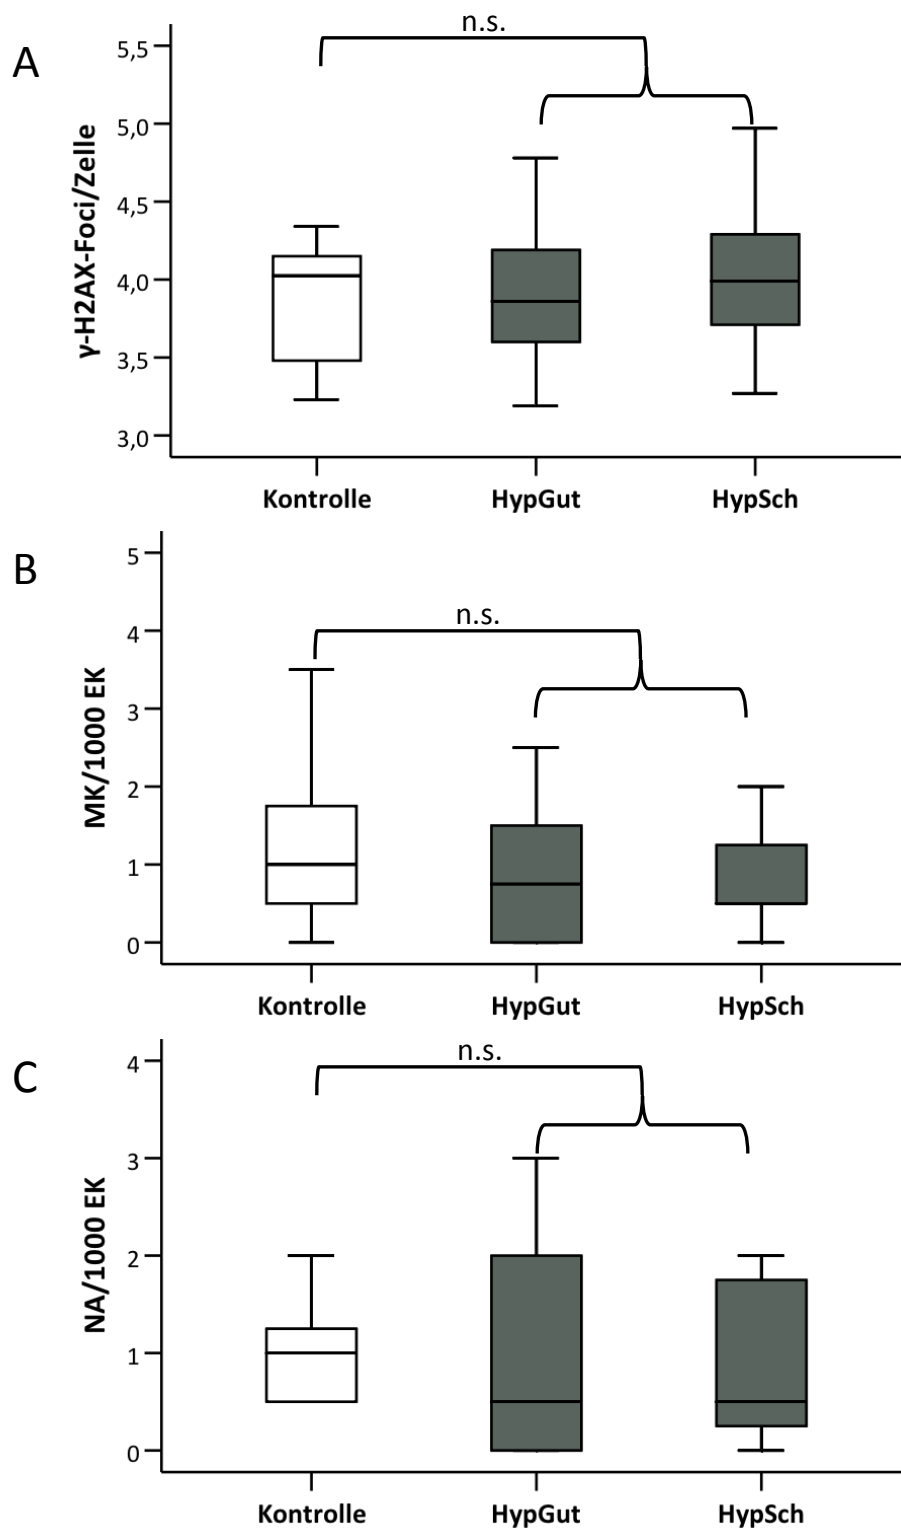 A
n.s.
γ-H2AX-Foci/Zelle
5,5
5,0
4,5
4,0
3,5
3,0
Kontrolle HypGut HypSch
B
n.s.
MK/1000 EK
5
4
3
2
1
0
Kontrolle HypGut HypSch
C
n.s.
NA/1000 EK
4
3
2
1
0
Kontrolle HypGut HypSch